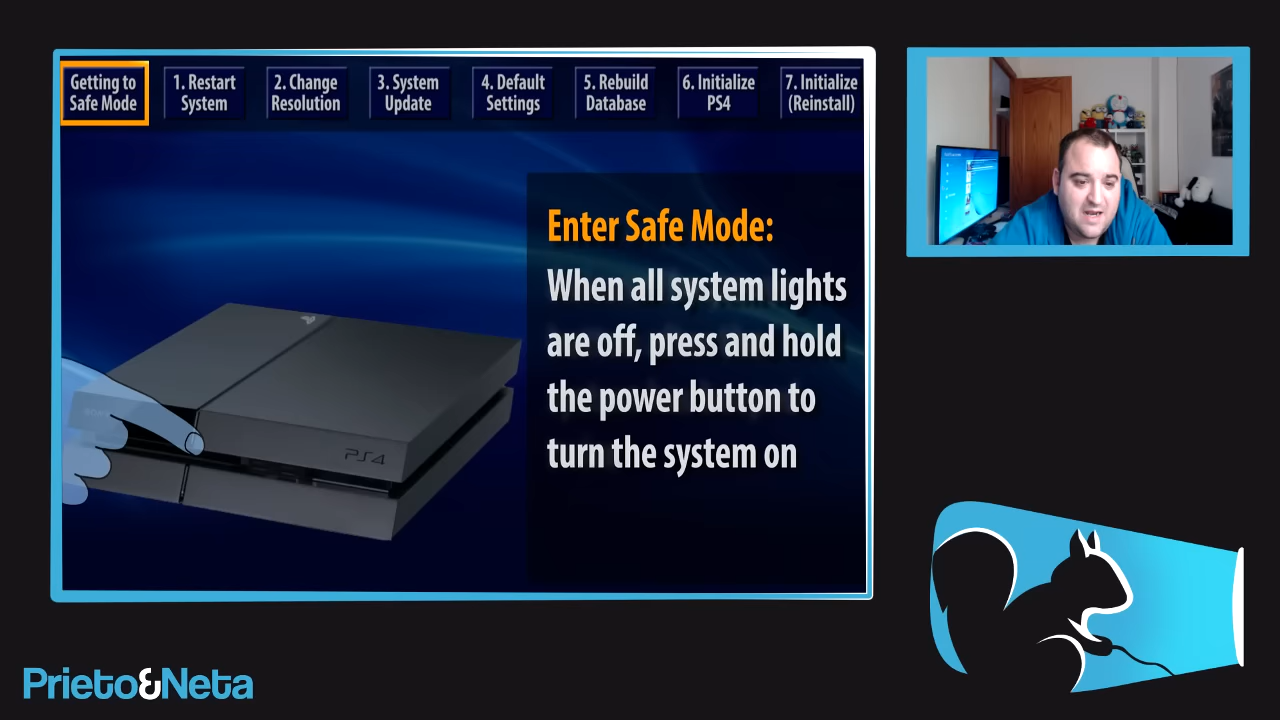 Getting to
Safe Mode
1. Restart
System
2. Change
Resolution
3. System
Update
4. Default
Settings
5. Rebuild
Database
6. Initialize
PS4
7. Initialize
(Reinstall)
Enter Safe Mode:
When all system lights
are off, press and hold
the power button to
turn the system on
SONY
PS4
Prieto&Neta